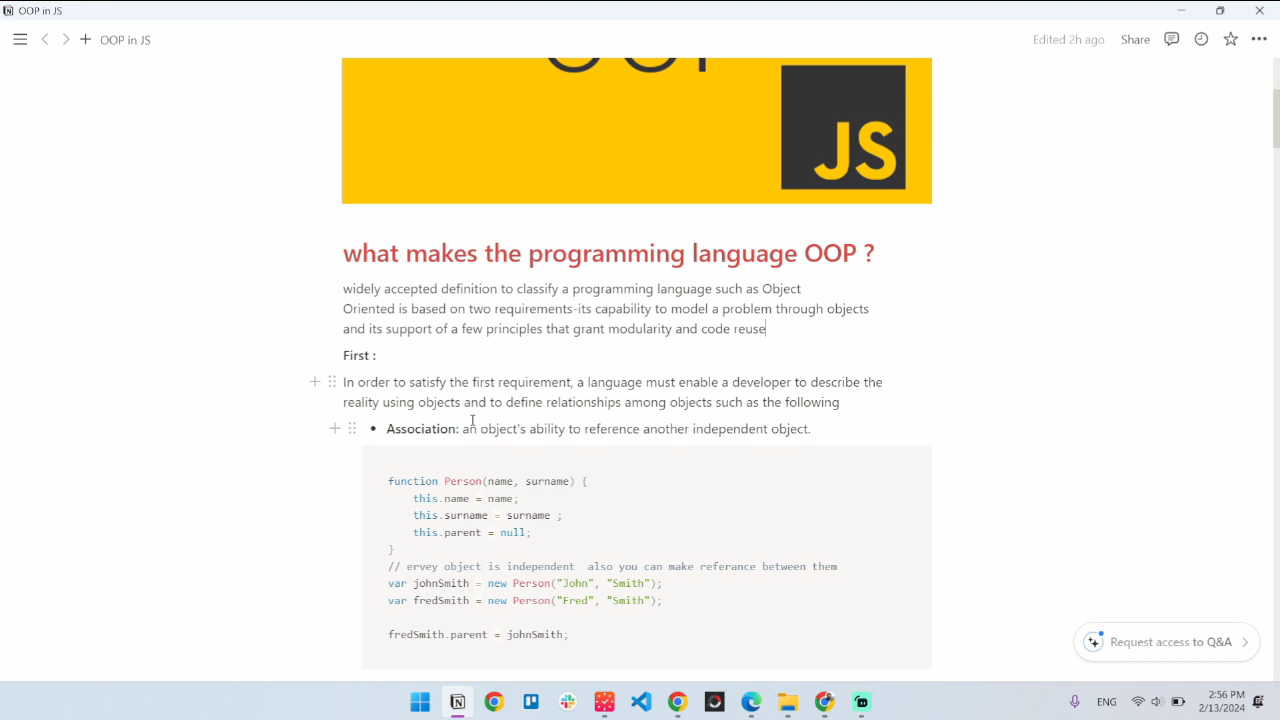 OOP in JS
OOP in JS
Edited 2h ago
Share
OOP
JS
what makes the programming language OOP ?
widely accepted definition to classify a programming language such as Object
Oriented is based on two requirements-its capability to model a problem through objects
and its support of a few principles that grant modularity and code reuse
First :
In order to satisfy the first requirement, a language must enable a developer to describe the
reality using objects and to define relationships among objects such as the following
• Association: an object's ability to reference another independent object.
function Person(name, surname) {
this.name = name;
this.surname = surname ;
this.parent = null;
}
// ervey object is independent  also you can make referance between them
var johnSmith = new Person("John", "Smith");
var fredSmith = new Person("Fred", "Smith");
fredSmith.parent = johnSmith;
Request access to Q&A
ENG
2:56 PM
2/13/2024